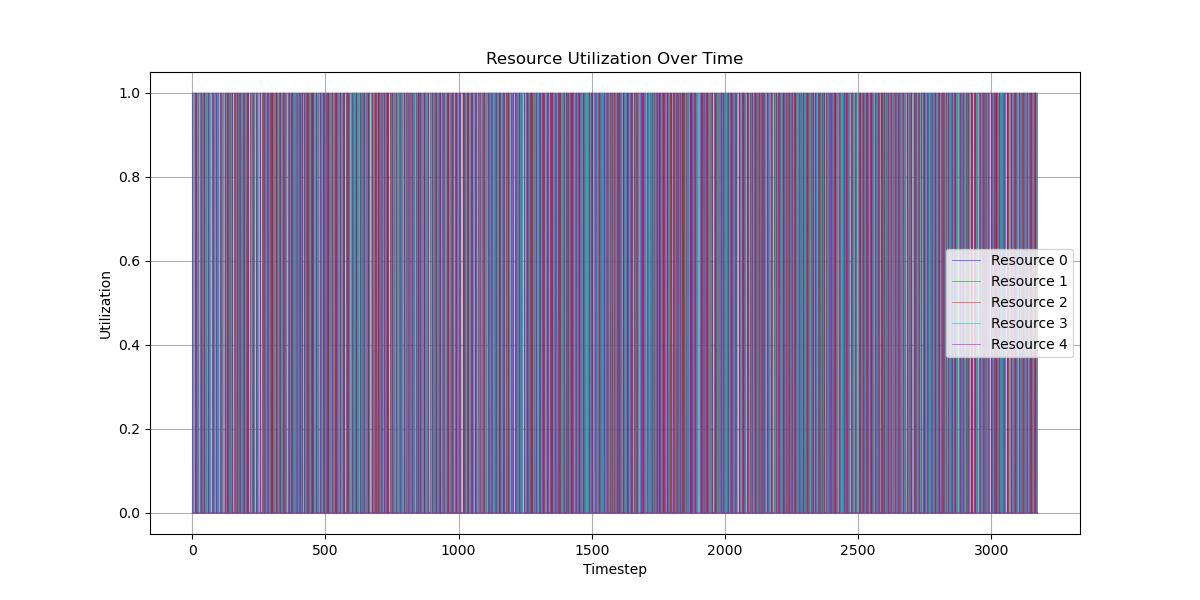 Resource Utilization Over Time
Utilization
1.0
0.8
0.6
0.4
0.2
0.0
Resource 0
Resource 1
Resource 2
Resource 3
Resource 4
0 500 1000 1500 2000 2500 3000
Timestep